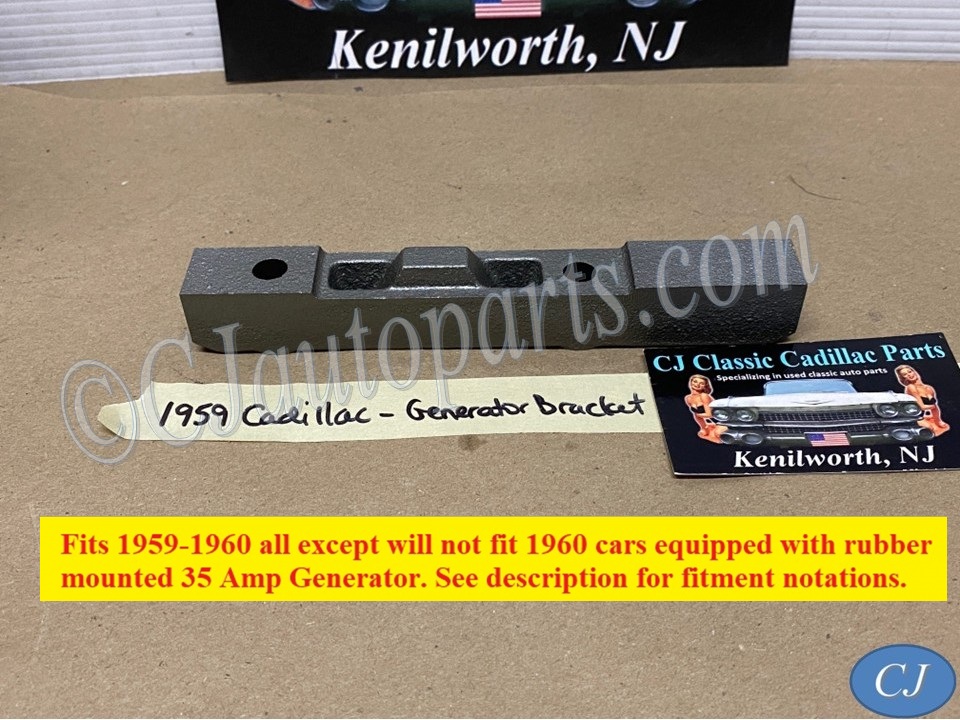 Kenilworth, NJ
©CJautoparts.com
1959 Cadillac - Generator Bracket
CJ Classic Cadillac Parts
Specializing in used classic auto parts
Kenilworth, NJ
Fits 1959-1960 all except will not fit 1960 cars equipped with rubber
mounted 35 Amp Generator. See description for fitment notations.
CJ